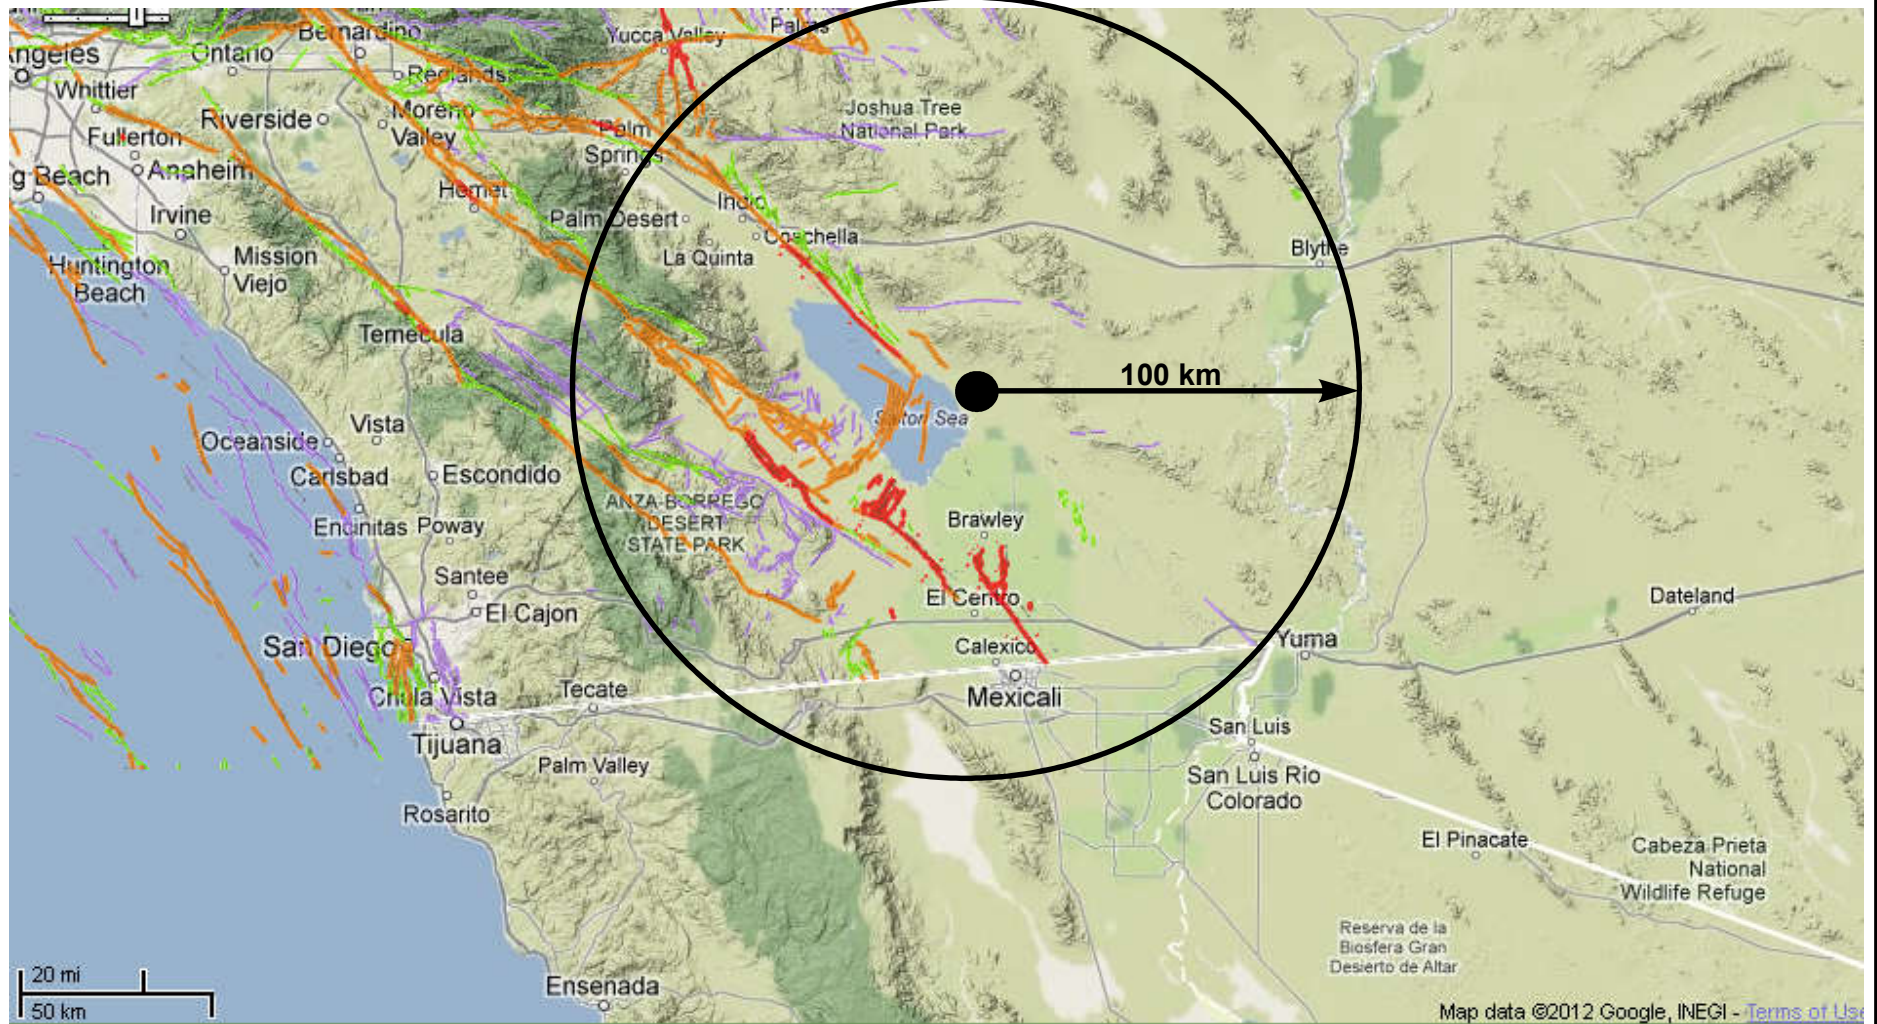 Bernardino
Yucca Valley
Palms
Angeles
Ontario
Redlands
Whittier
Riverside
Moreno
Valley
Joshua Tree
National Park
Fullerton
Palm
Springs
Anaheim
g Beach
Hemet
Irvine
Palm Desert
Indio
Coachella
Mission
Viejo
La Quinta
Blythe
Huntington
Beach
Temecula
100 km
Salton Sea
Vista
Oceanside
Carlsbad
Escondido
ANZA-BORREGO
DESERT
STATE PARK
Encinitas
Poway
Brawley
Santee
El Cajon
El Centro
Dateland
San Diego
Calexico
Yuma
Chula Vista
Tecate
Mexicali
Tijuana
San Luis
Palm Valley
San Luis Rio
Colorado
Rosarito
El Pinacate
Cabeza Prieta
National
Wildlife Refuge
Reserva de la
Biosfera Gran
Desierto de Altar
20 mi
50 km
Ensenada
Map data ©2012 Google, INEGI - Terms of Use